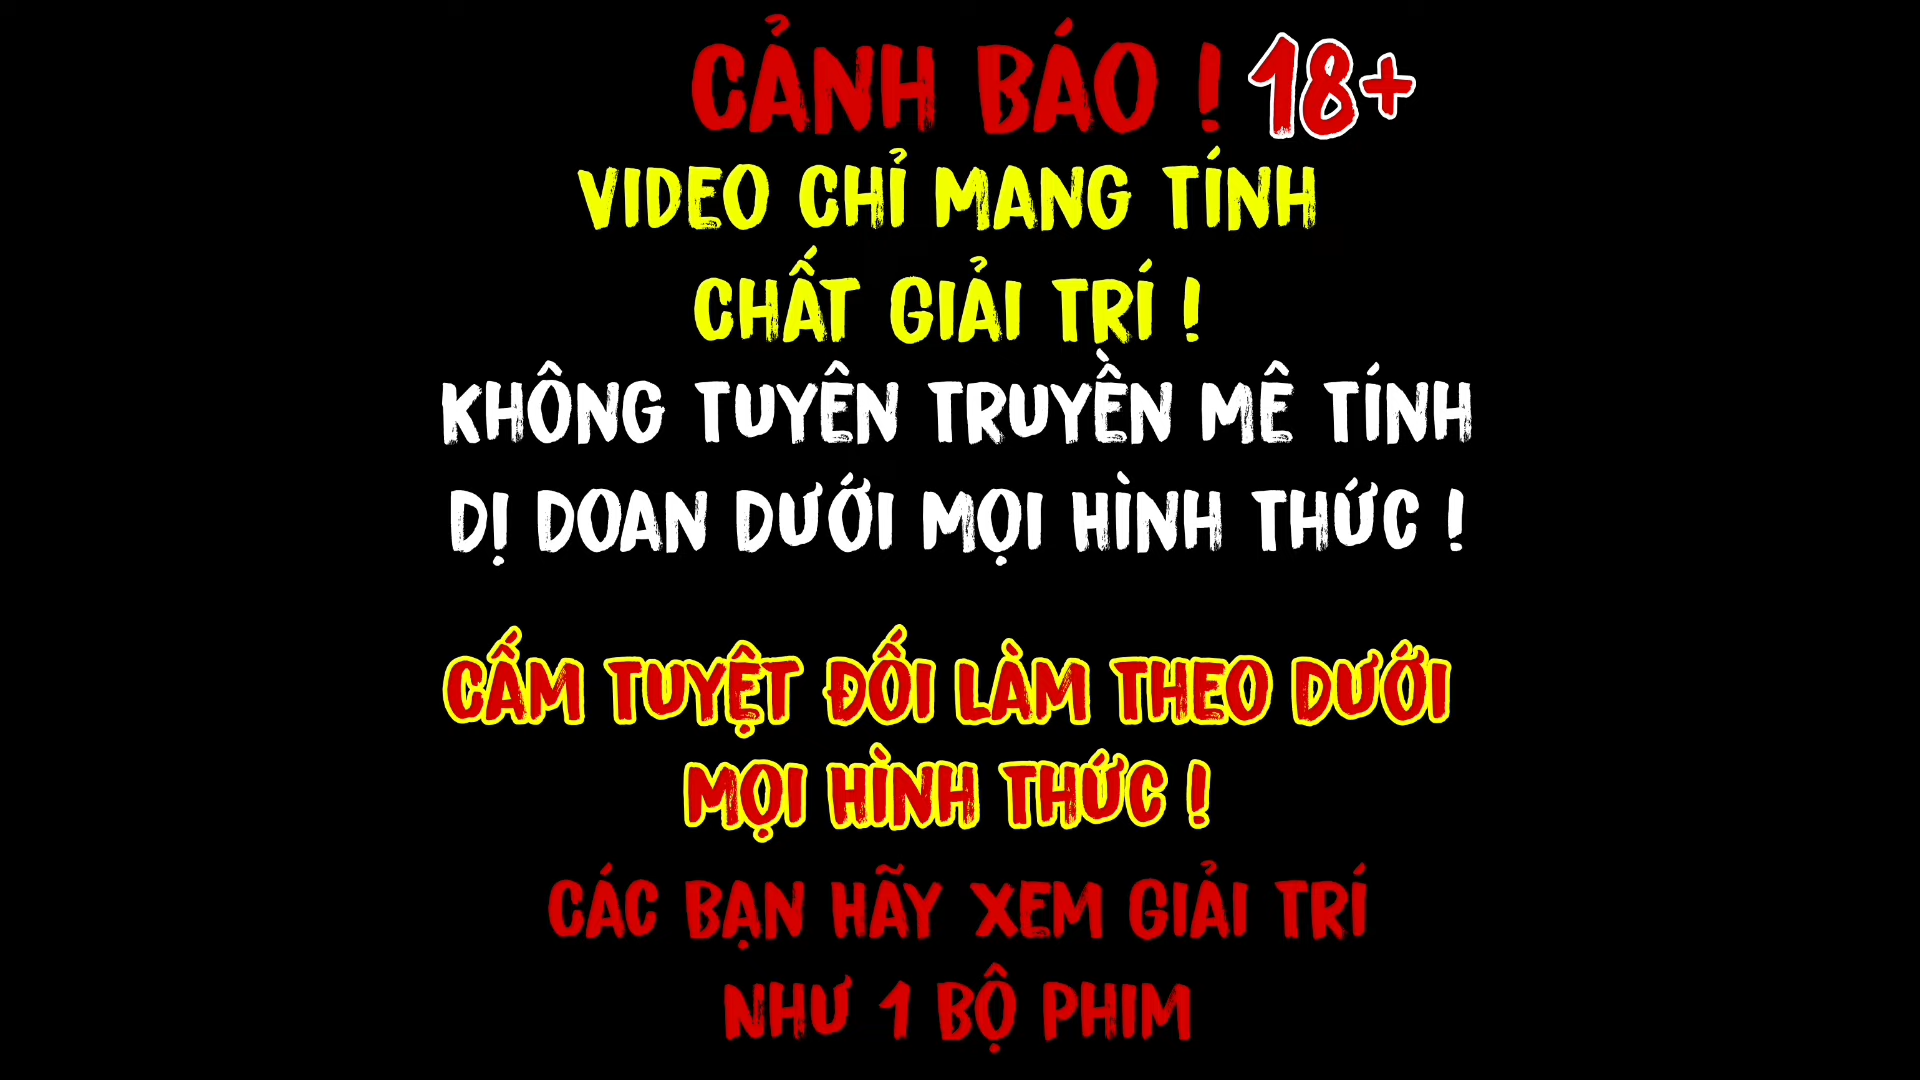 CẢNH BÁO ! 18+
VIDEO CHỈ MANG TÍNH
CHẤT GIẢI TRÍ !
KHÔNG TUYÊN TRUYỀN MÊ TÍNH
DỊ DOAN DƯỚI MỌI HÌNH THỨC !
CẤM TUYỆT ĐỐI LÀM THEO DƯỚI
MỌI HÌNH THỨC !
CÁC BẠN HÃY XEM GIẢI TRÍ
NHƯ 1 BỘ PHIM